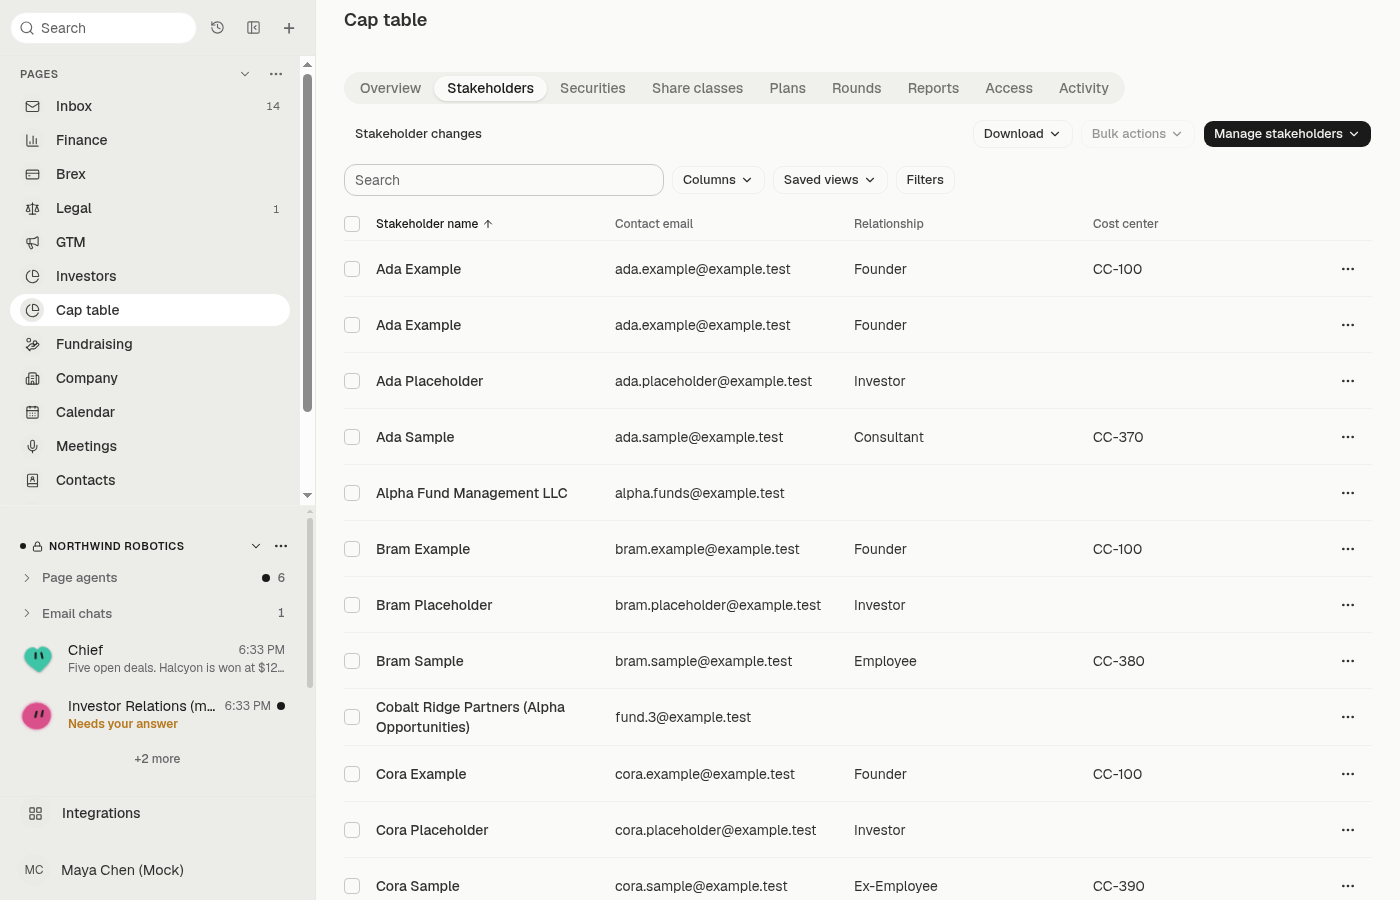 Search
PAGES
Inbox 14
Finance
Brex
Legal 1
GTM
Investors
Cap table
Fundraising
Company
Calendar
Meetings
Contacts
NORTHWIND ROBOTICS
Page agents 6
Email chats 1
Chief 6:33 PM
Five open deals. Halcyon is won at $12…
Investor Relations (m… 6:33 PM
Needs your answer
+2 more
Integrations
MC Maya Chen (Mock)
Cap table
Overview Stakeholders Securities Share classes Plans Rounds Reports Access Activity
Stakeholder changes Download Bulk actions Manage stakeholders
Search Columns Saved views Filters
Stakeholder name Contact email Relationship Cost center
Ada Example ada.example@example.test Founder CC-100
Ada Example ada.example@example.test Founder
Ada Placeholder ada.placeholder@example.test Investor
Ada Sample ada.sample@example.test Consultant CC-370
Alpha Fund Management LLC alpha.funds@example.test
Bram Example bram.example@example.test Founder CC-100
Bram Placeholder bram.placeholder@example.test Investor
Bram Sample bram.sample@example.test Employee CC-380
Cobalt Ridge Partners (Alpha
Opportunities) fund.3@example.test
Cora Example cora.example@example.test Founder CC-100
Cora Placeholder cora.placeholder@example.test Investor
Cora Sample cora.sample@example.test Ex-Employee CC-390